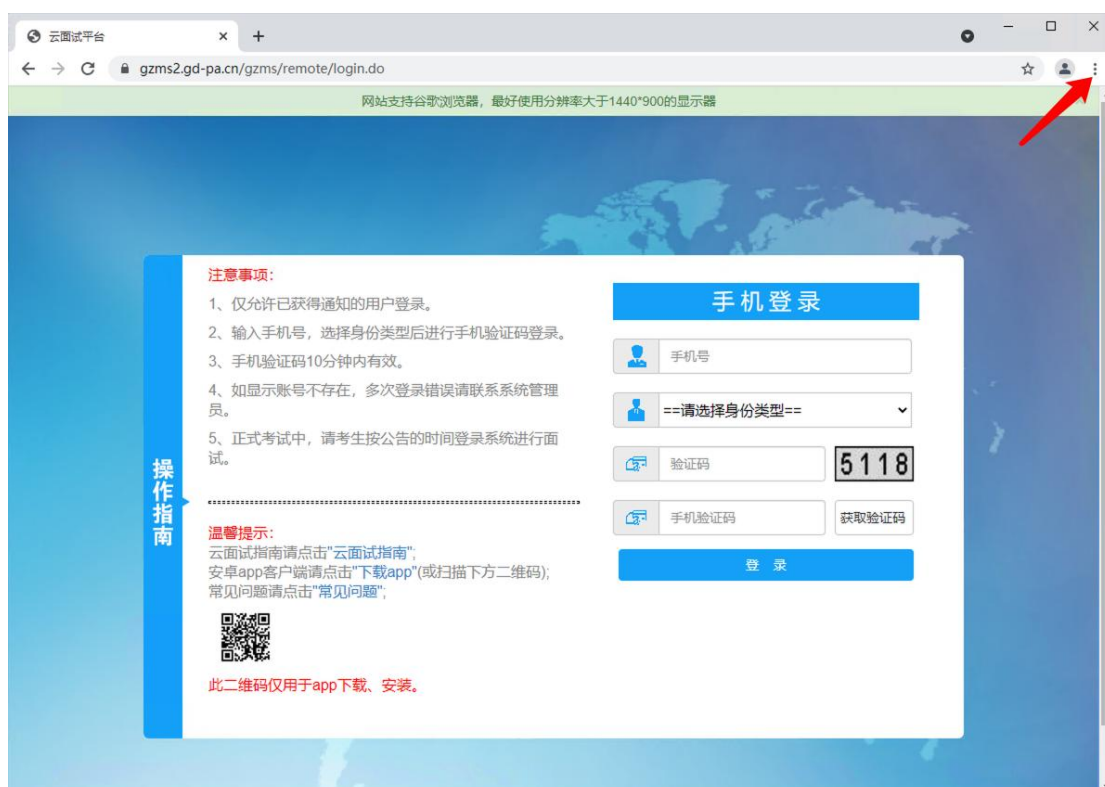 云面试平台
gzms2.gd-pa.cn/gzms/remote/login.do
网站支持谷歌浏览器，最好使用分辨率大于1440*900的显示器
操作指南
注意事项：
1、仅允许已获得通知的用户登录。
2、输入手机号，选择身份类型后进行手机验证码登录。
3、手机验证码10分钟内有效。
4、如显示账号不存在，多次登录错误请联系系统管理
员。
5、正式考试中，请考生按公告的时间登录系统进行面
试。
温馨提示：
云面试指南请点击"云面试指南";
安卓app客户端请点击"下载app"(或扫描下方二维码);
常见问题请点击"常见问题";
此二维码仅用于app下载、安装。
手机登录
手机号
==请选择身份类型==
验证码 5118
手机验证码 获取验证码
登 录